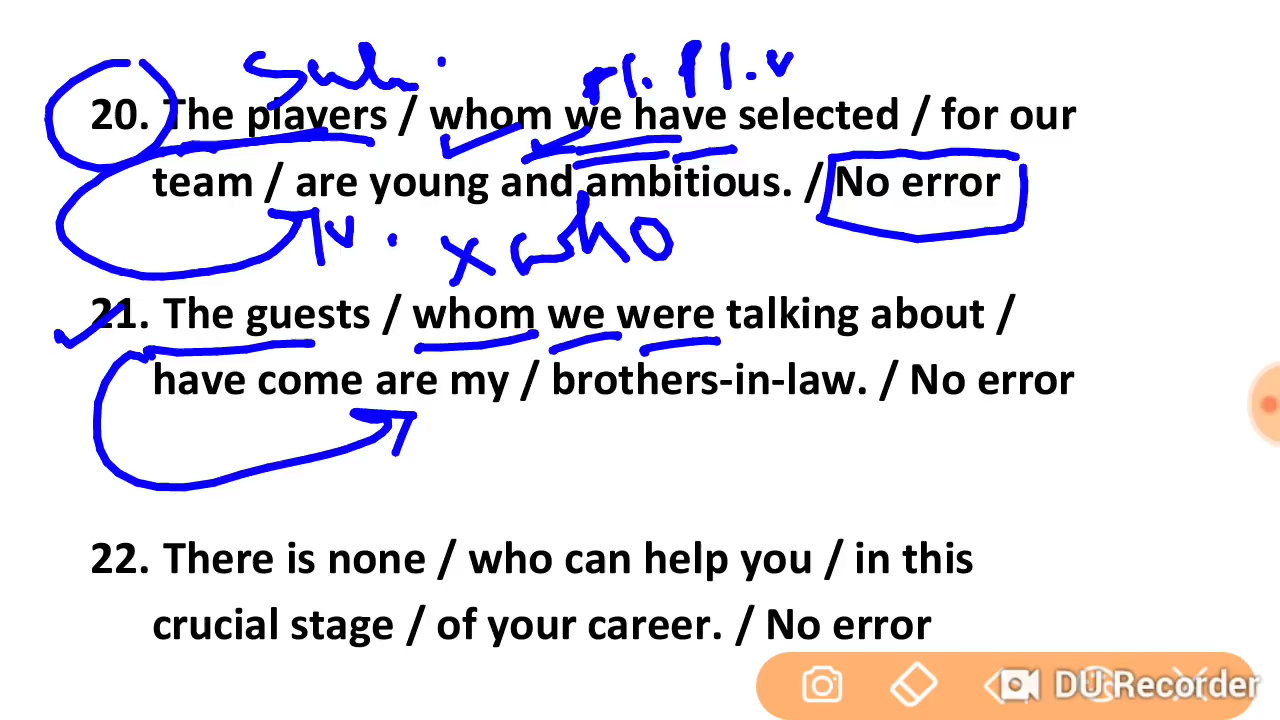 Sub.
Pl. Pl. v
20. The players / whom we have selected / for our
team / are young and ambitious. / No error
x who
21. The guests / whom we were talking about /
have come are my / brothers-in-law. / No error
22. There is none / who can help you / in this
crucial stage / of your career. / No error
DU Recorder